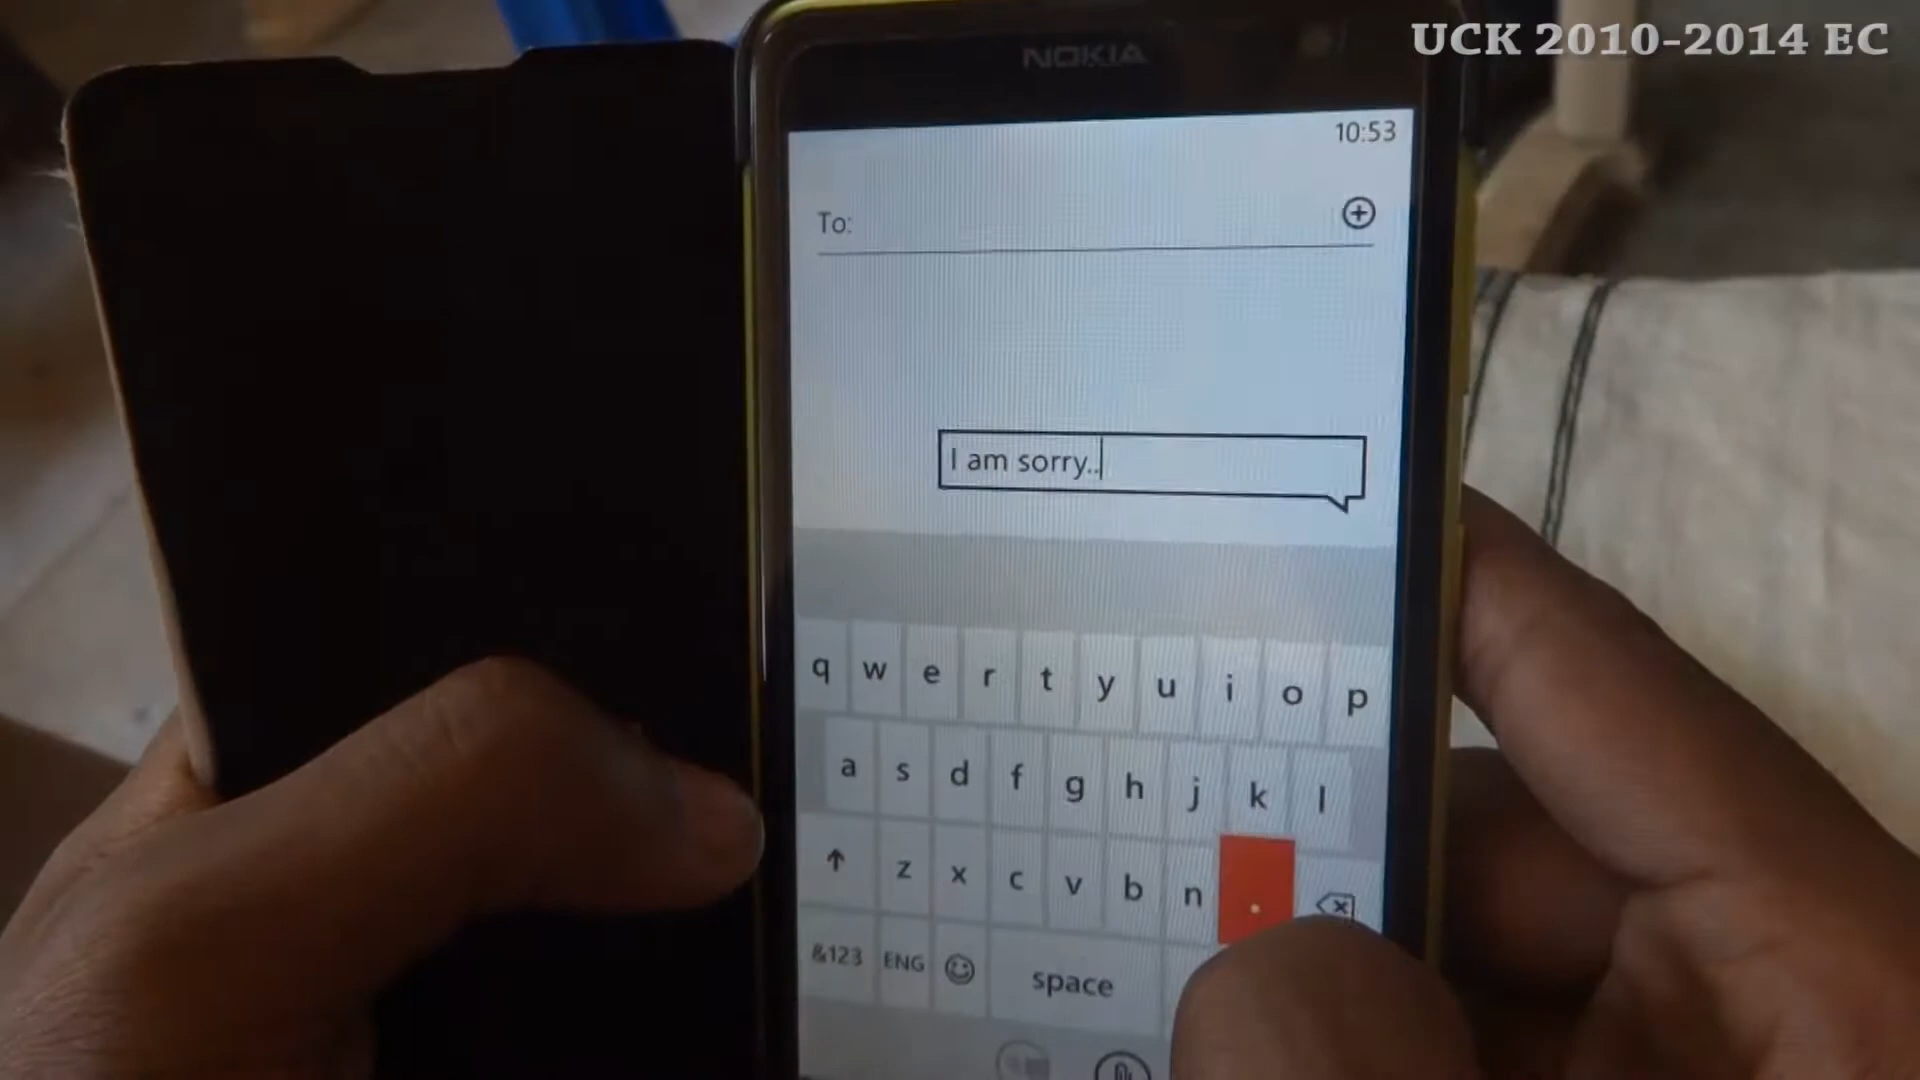 UCK 2010-2014 EC
NOKIA
10:53
To:
I am sorry..
q w e r t y u i o p
a s d f g h j k l
z x c v b n .
&123 ENG space